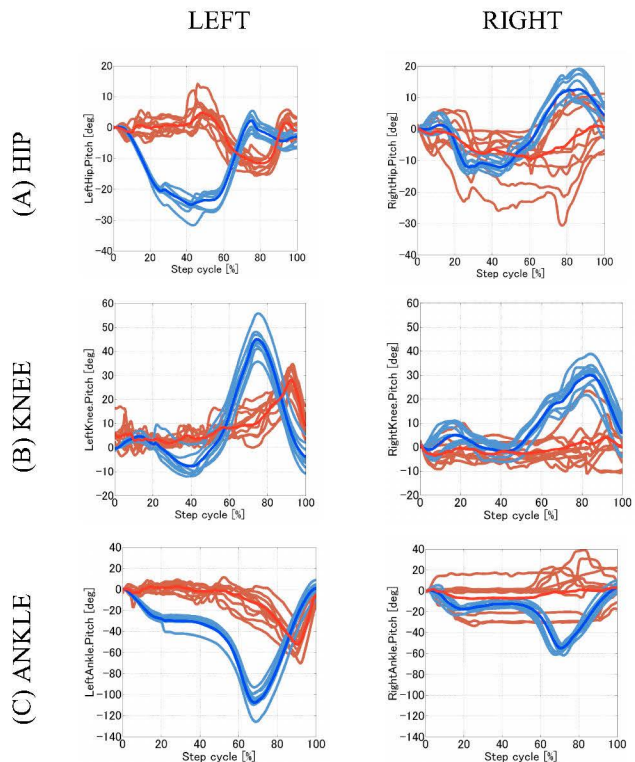 LEFT RIGHT
(A) HIP
20
10
0
-10
-20
-30
-40
LeftHip.Pitch [deg]
0 20 40 60 80 100
Step cycle [%]
20
10
0
-10
-20
-30
-40
RightHip.Pitch [deg]
0 20 40 60 80 100
Step cycle [%]
(B) KNEE
60
50
40
30
20
10
0
-10
-20
LeftKnee.Pitch [deg]
0 20 40 60 80 100
Step cycle [%]
60
50
40
30
20
10
0
-10
20
RightKnee.Pitch [deg]
0 20 40 60 80 100
Step cycle [%]
(C) ANKLE
40
20
0
-20
-40
-60
-80
-100
-120
-140
LeftAnkle.Pitch [deg]
0 20 40 60 80 100
Step cycle [%]
40
20
0
-20
-40
-60
-80
-100
-120
-140
RightAnkle.Pitch [deg]
0 20 40 60 80 100
Step cycle [%]